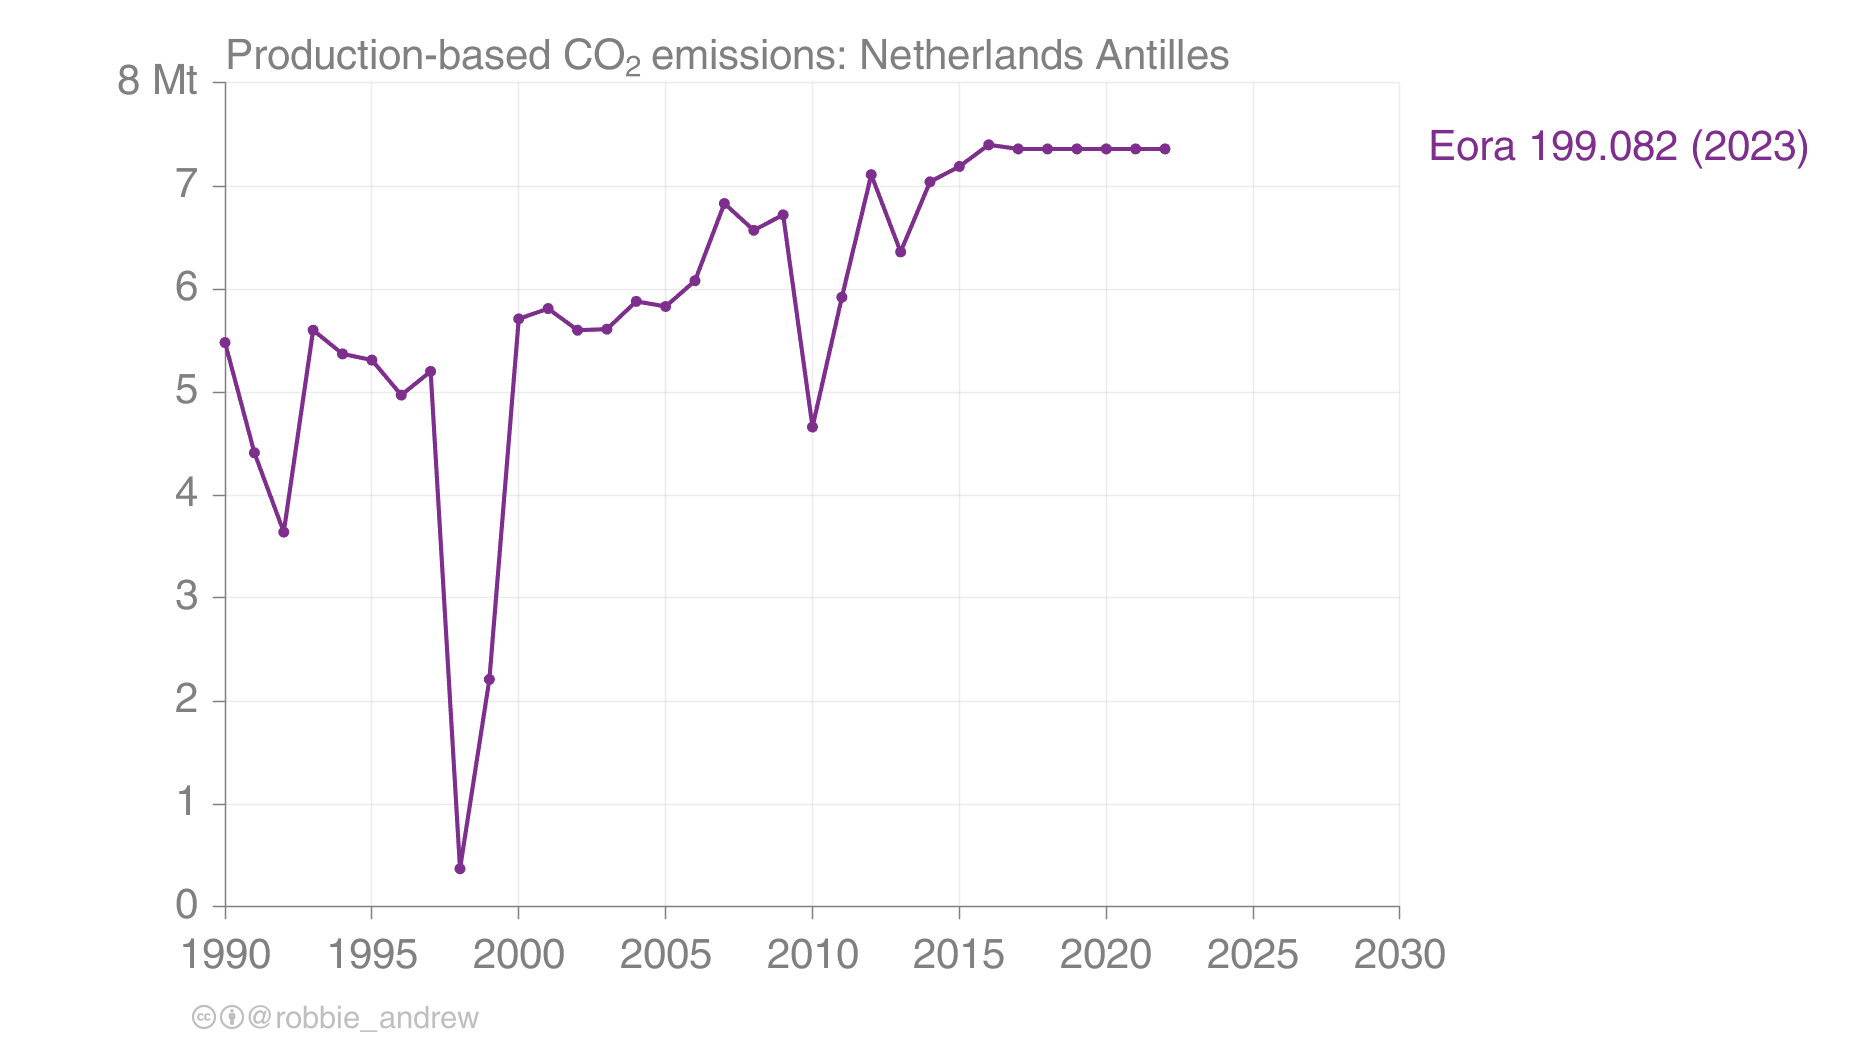 Production-based CO₂ emissions: Netherlands Antilles
8 Mt
7
6
5
4
3
2
1
0
1990 1995 2000 2005 2010 2015 2020 2025 2030
Eora 199.082 (2023)
cc @robbie_andrew